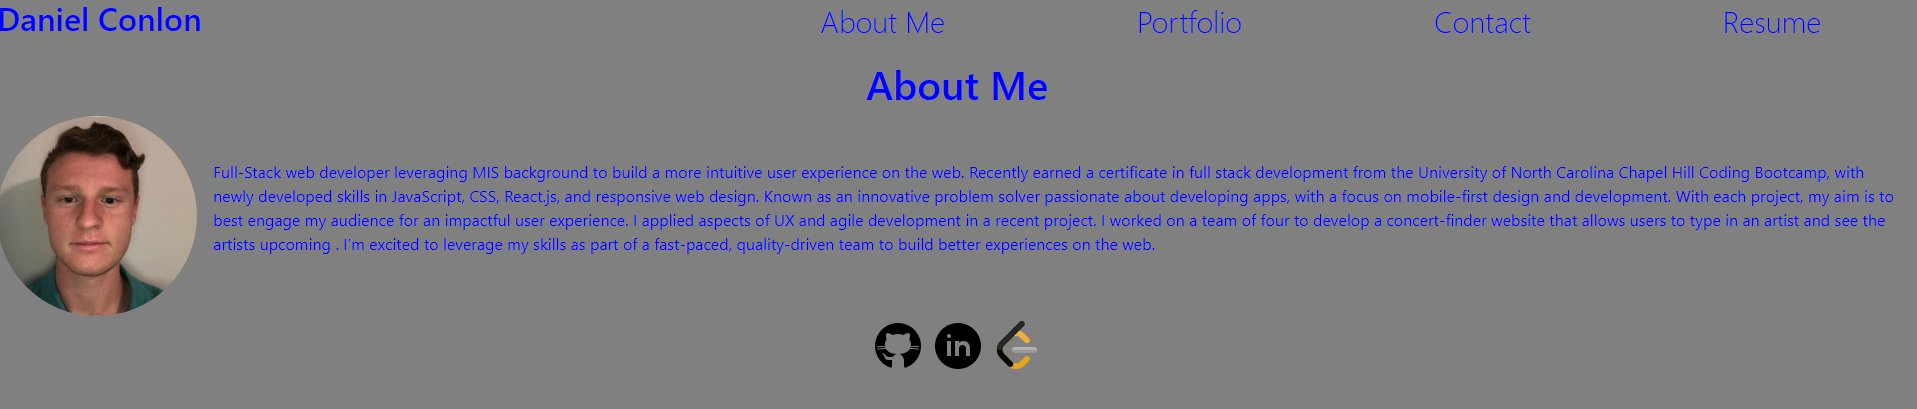 Daniel Conlon
About Me
Portfolio
Contact
Resume
About Me
Full-Stack web developer leveraging MIS background to build a more intuitive user experience on the web. Recently earned a certificate in full stack development from the University of North Carolina Chapel Hill Coding Bootcamp, with
newly developed skills in JavaScript, CSS, React.js, and responsive web design. Known as an innovative problem solver passionate about developing apps, with a focus on mobile-first design and development. With each project, my aim is to
best engage my audience for an impactful user experience. I applied aspects of UX and agile development in a recent project. I worked on a team of four to develop a concert-finder website that allows users to type in an artist and see the
artists upcoming . I'm excited to leverage my skills as part of a fast-paced, quality-driven team to build better experiences on the web.
in